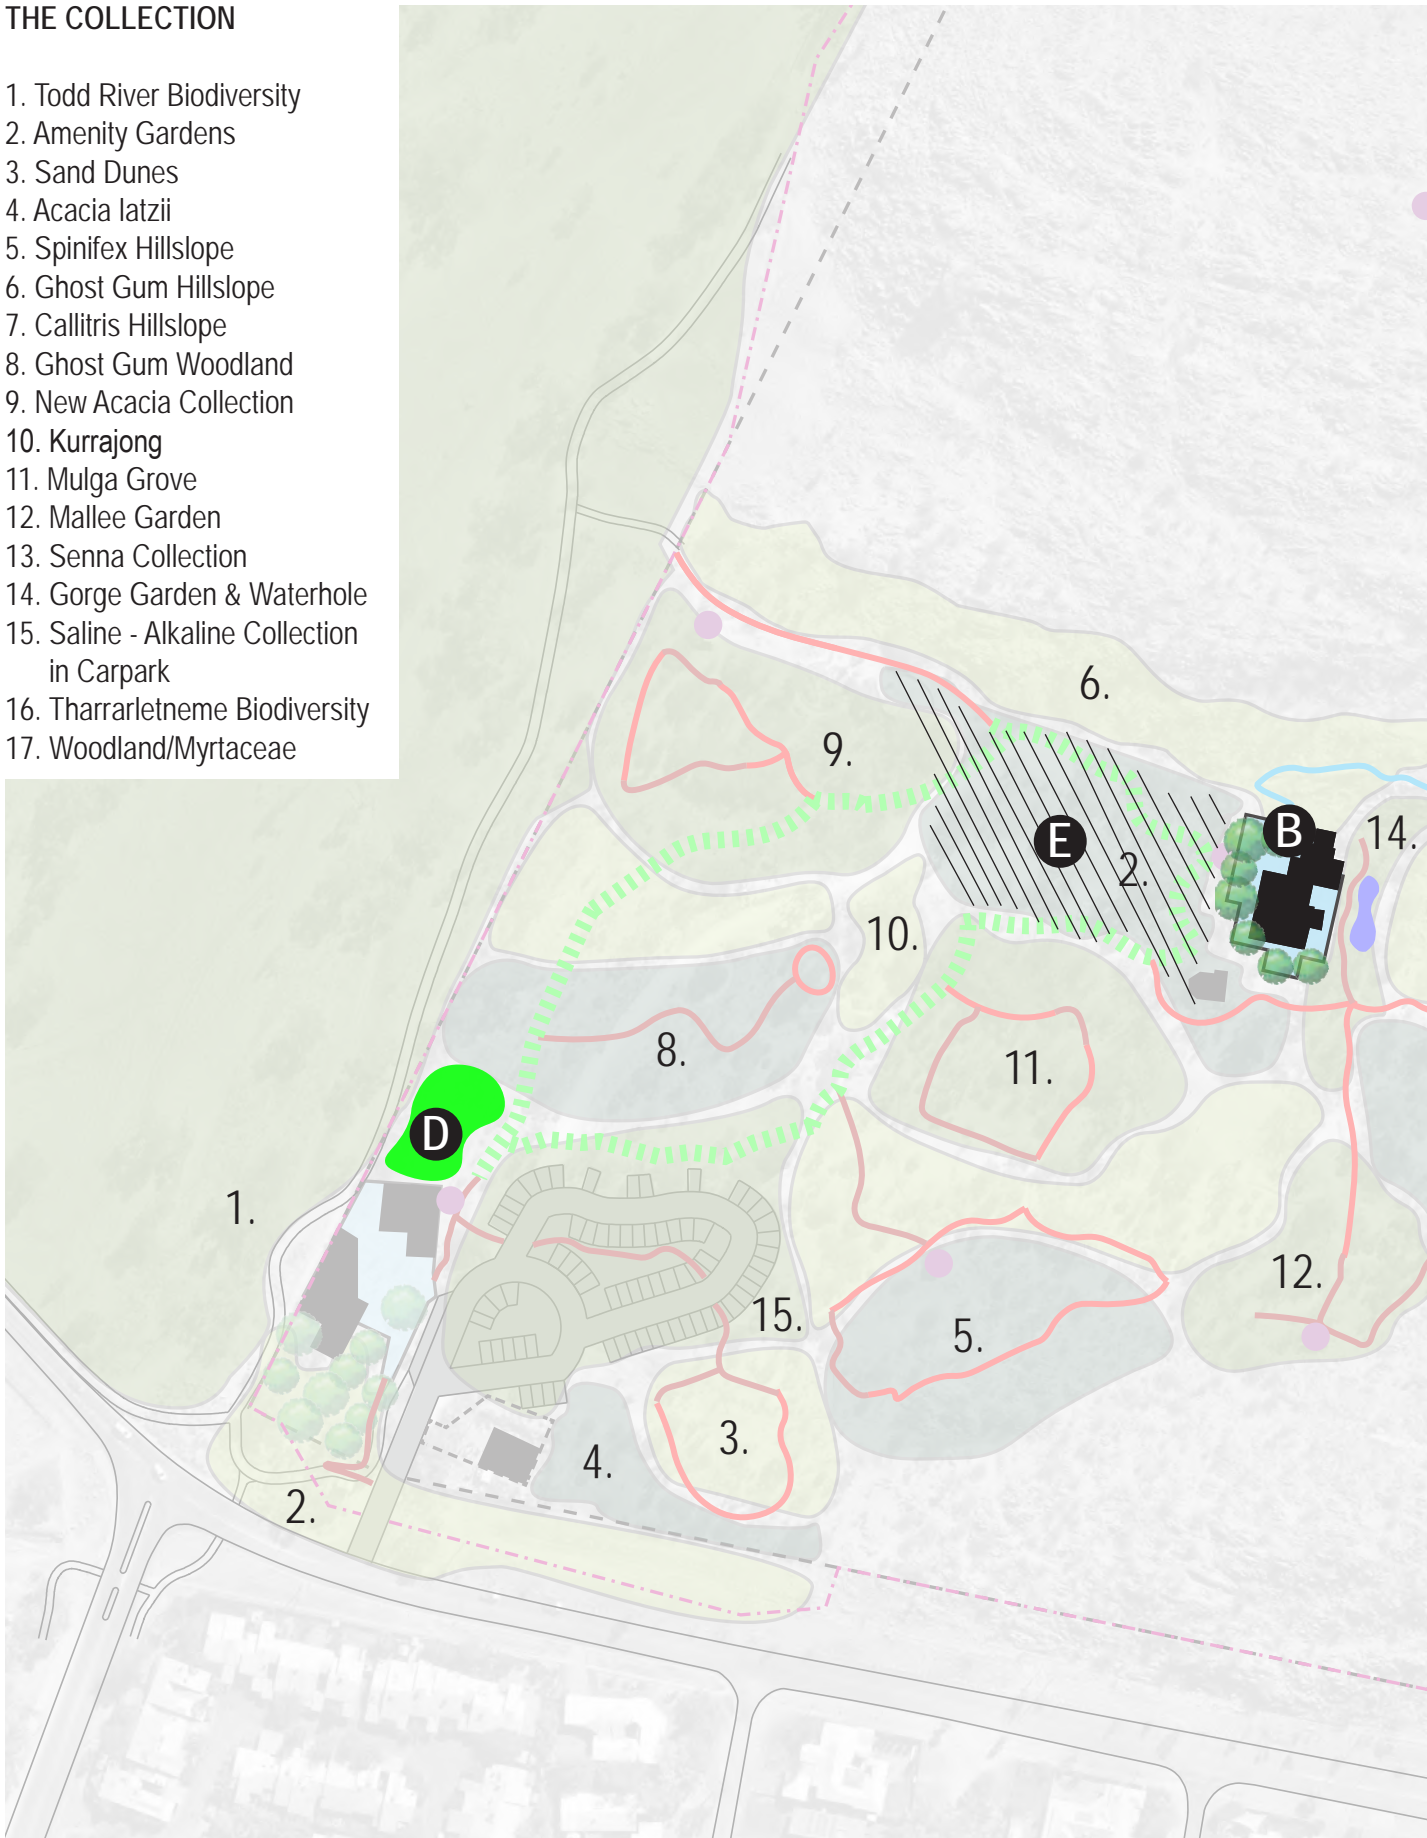 THE COLLECTION
1. Todd River Biodiversity
2. Amenity Gardens
3. Sand Dunes
4. Acacia latzii
5. Spinifex Hillslope
6. Ghost Gum Hillslope
7. Callitris Hillslope
8. Ghost Gum Woodland
9. New Acacia Collection
10. Kurrajong
11. Mulga Grove
12. Mallee Garden
13. Senna Collection
14. Gorge Garden & Waterhole
15. Saline - Alkaline Collection
in Carpark
16. Tharrarletneme Biodiversity
17. Woodland/Myrtaceae
6.
9.
B
14.
E
2.
10.
8.
11.
D
1.
12.
15.
5.
3.
4.
2.